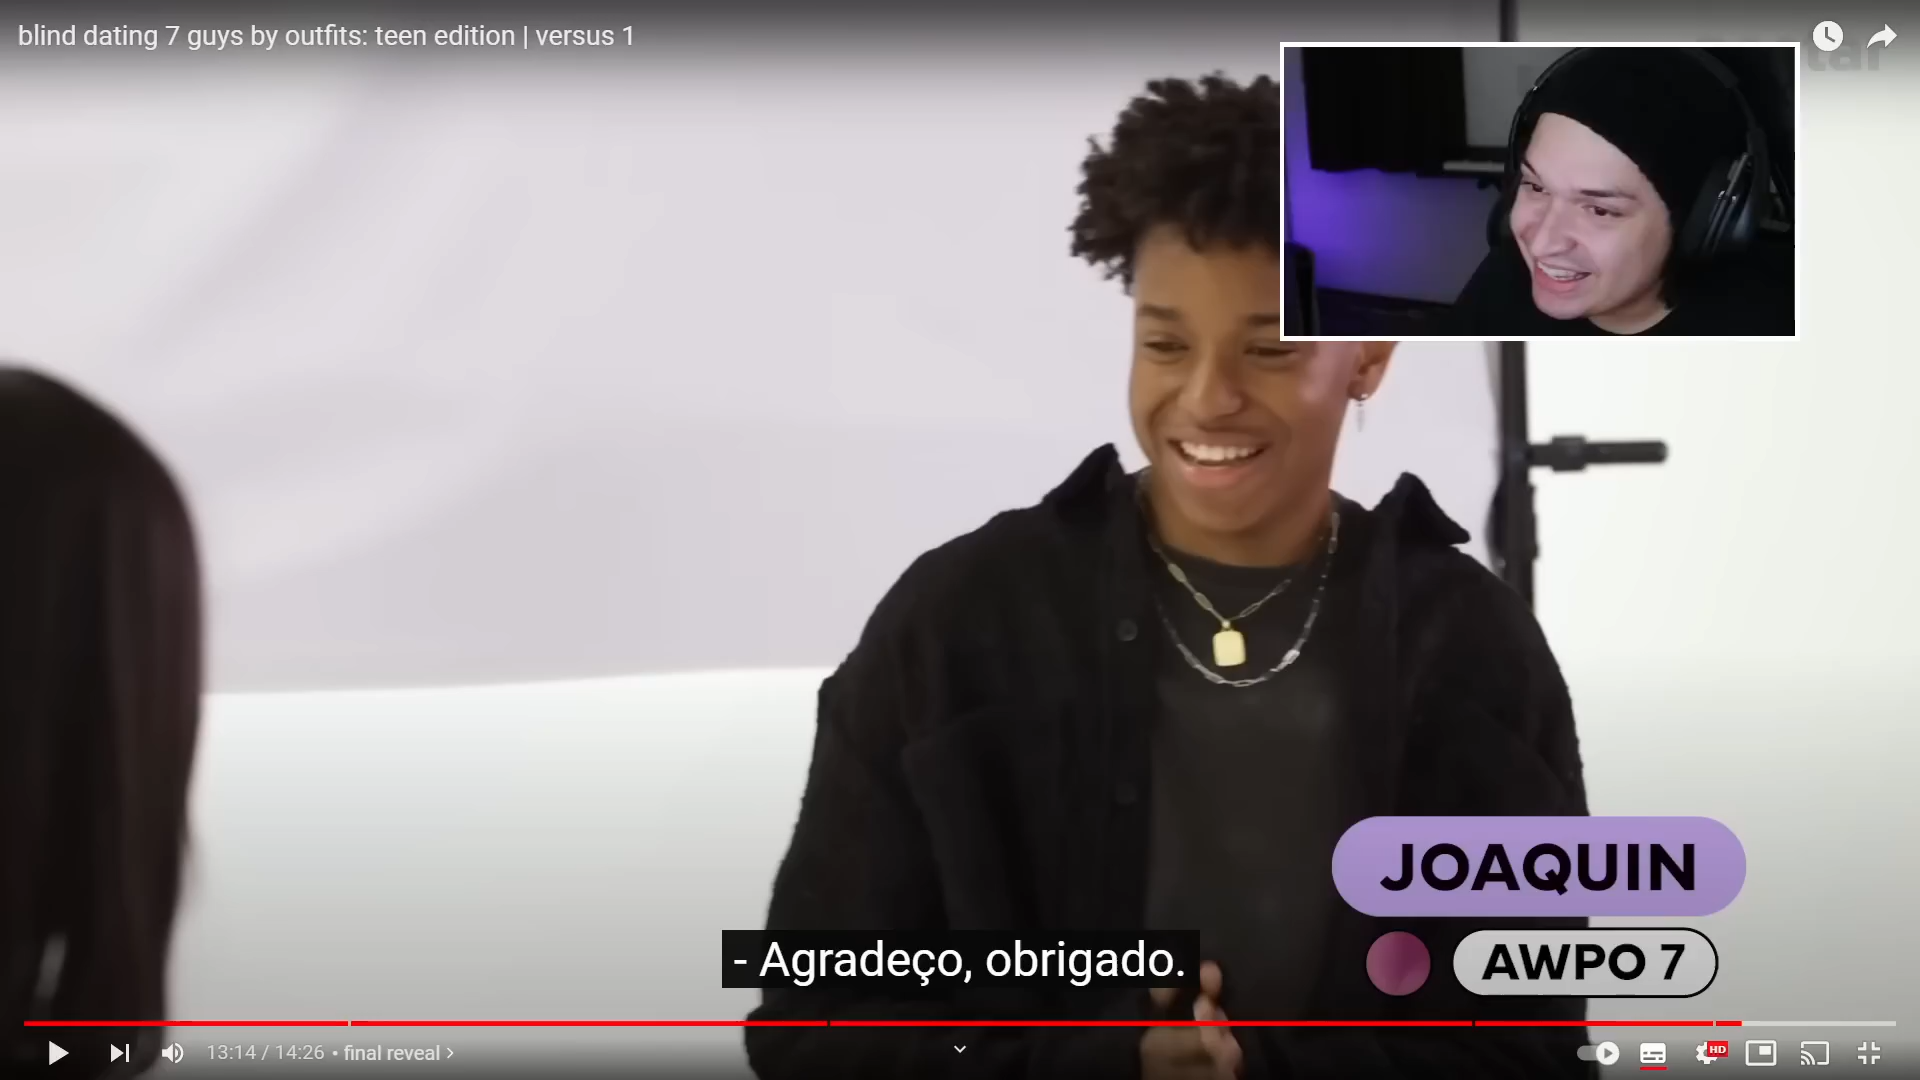 blind dating 7 guys by outfits: teen edition | versus 1
JOAQUIN
AWPO 7
- Agradeço, obrigado.
13:14 / 14:26 • final reveal
HD